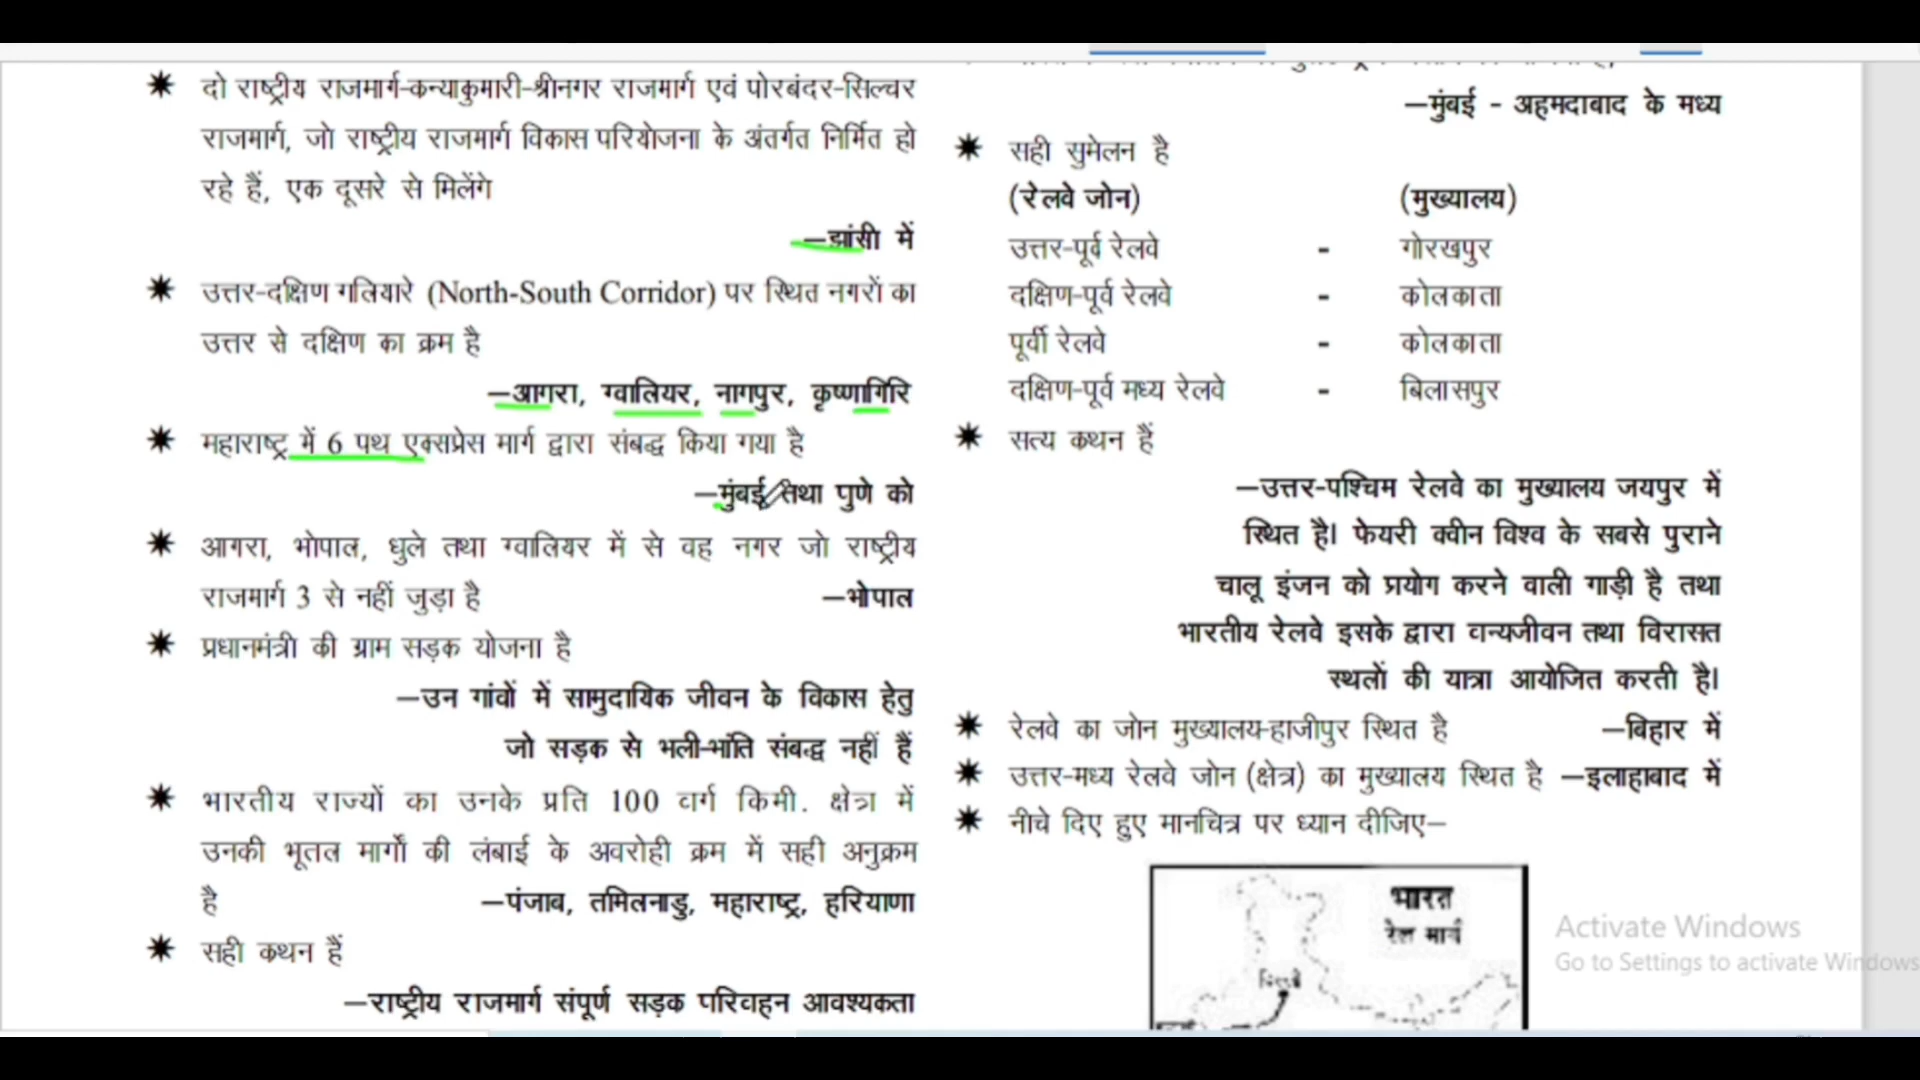 ✷ दो राष्ट्रीय राजमार्ग-कन्याकुमारी-श्रीनगर राजमार्ग एवं पोरबंदर-सिल्चर
राजमार्ग, जो राष्ट्रीय राजमार्ग विकास परियोजना के अंतर्गत निर्मित हो
रहे हैं, एक दूसरे से मिलेंगे
—झांसी में
✷ उत्तर-दक्षिण गलियारे (North-South Corridor) पर स्थित नगरों का
उत्तर से दक्षिण का क्रम है
—आगरा, ग्वालियर, नागपुर, कृष्णागिरि
✷ महाराष्ट्र में 6 पथ एक्सप्रेस मार्ग द्वारा संबद्ध किया गया है
—मुंबई तथा पुणे को
✷ आगरा, भोपाल, धुले तथा ग्वालियर में से वह नगर जो राष्ट्रीय
राजमार्ग 3 से नहीं जुड़ा है —भोपाल
✷ प्रधानमंत्री की ग्राम सड़क योजना है
—उन गांवों में सामुदायिक जीवन के विकास हेतु
जो सड़क से भली-भांति संबद्ध नहीं हैं
✷ भारतीय राज्यों का उनके प्रति 100 वर्ग किमी. क्षेत्र में
उनकी भूतल मार्गों की लंबाई के अवरोही क्रम में सही अनुक्रम
है —पंजाब, तमिलनाडु, महाराष्ट्र, हरियाणा
✷ सही कथन हैं
—राष्ट्रीय राजमार्ग संपूर्ण सड़क परिवहन आवश्यकता
—मुंबई - अहमदाबाद के मध्य
✷ सही सुमेलन है
(रेलवे जोन) (मुख्यालय)
उत्तर-पूर्व रेलवे - गोरखपुर
दक्षिण-पूर्व रेलवे - कोलकाता
पूर्वी रेलवे - कोलकाता
दक्षिण-पूर्व मध्य रेलवे - बिलासपुर
✷ सत्य कथन हैं
—उत्तर-पश्चिम रेलवे का मुख्यालय जयपुर में
स्थित है। फेयरी क्वीन विश्व के सबसे पुराने
चालू इंजन को प्रयोग करने वाली गाड़ी है तथा
भारतीय रेलवे इसके द्वारा वन्यजीवन तथा विरासत
स्थलों की यात्रा आयोजित करती है।
✷ रेलवे का जोन मुख्यालय-हाजीपुर स्थित है —बिहार में
✷ उत्तर-मध्य रेलवे जोन (क्षेत्र) का मुख्यालय स्थित है —इलाहाबाद में
✷ नीचे दिए हुए मानचित्र पर ध्यान दीजिए—
भारत
रेल मार्ग
दिल्ली
Activate Windows
Go to Settings to activate Windows